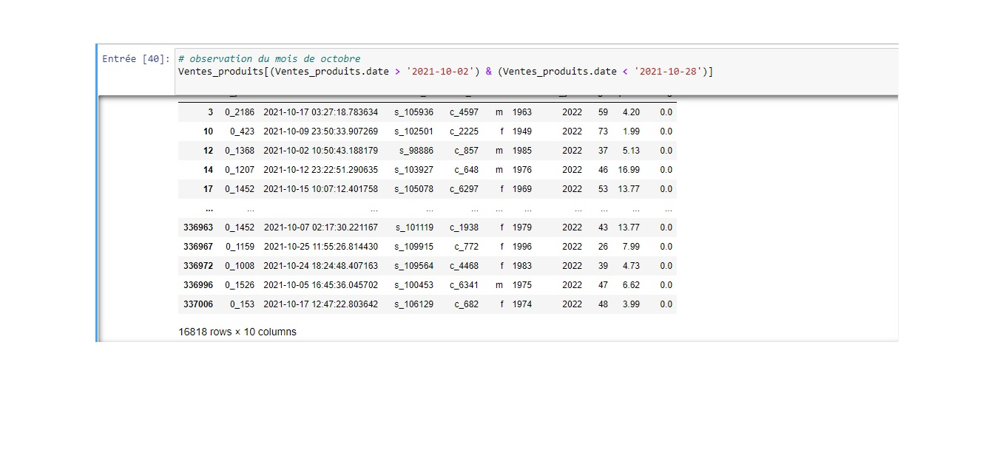 Entrée [40]: # observation du mois de octobre
Ventes_produits[(Ventes_produits.date > '2021-10-02') & (Ventes_produits.date < '2021-10-28')]
3 0_2186 2021-10-17 03:27:18.783634 s_105936 c_4597 m 1963 2022 59 4.20 0.0
10 0_423 2021-10-09 23:50:33.907269 s_102501 c_2225 f 1949 2022 73 1.99 0.0
12 0_1368 2021-10-02 10:50:43.188179 s_98886 c_857 m 1985 2022 37 5.13 0.0
14 0_1207 2021-10-12 23:22:51.290635 s_103927 c_648 m 1976 2022 46 16.99 0.0
17 0_1452 2021-10-15 10:07:12.401758 s_105078 c_6297 f 1969 2022 53 13.77 0.0
... ... ... ... ... ... ... ... ... ... ...
336963 0_1452 2021-10-07 02:17:30.221167 s_101119 c_1938 f 1979 2022 43 13.77 0.0
336967 0_1159 2021-10-25 11:55:26.814430 s_109915 c_772 f 1996 2022 26 7.99 0.0
336972 0_1008 2021-10-24 18:24:48.407163 s_109564 c_4468 f 1983 2022 39 4.73 0.0
336996 0_1526 2021-10-05 16:45:36.045702 s_100453 c_6341 m 1975 2022 47 6.62 0.0
337006 0_153 2021-10-17 12:47:22.803642 s_106129 c_682 f 1974 2022 48 3.99 0.0
16818 rows × 10 columns